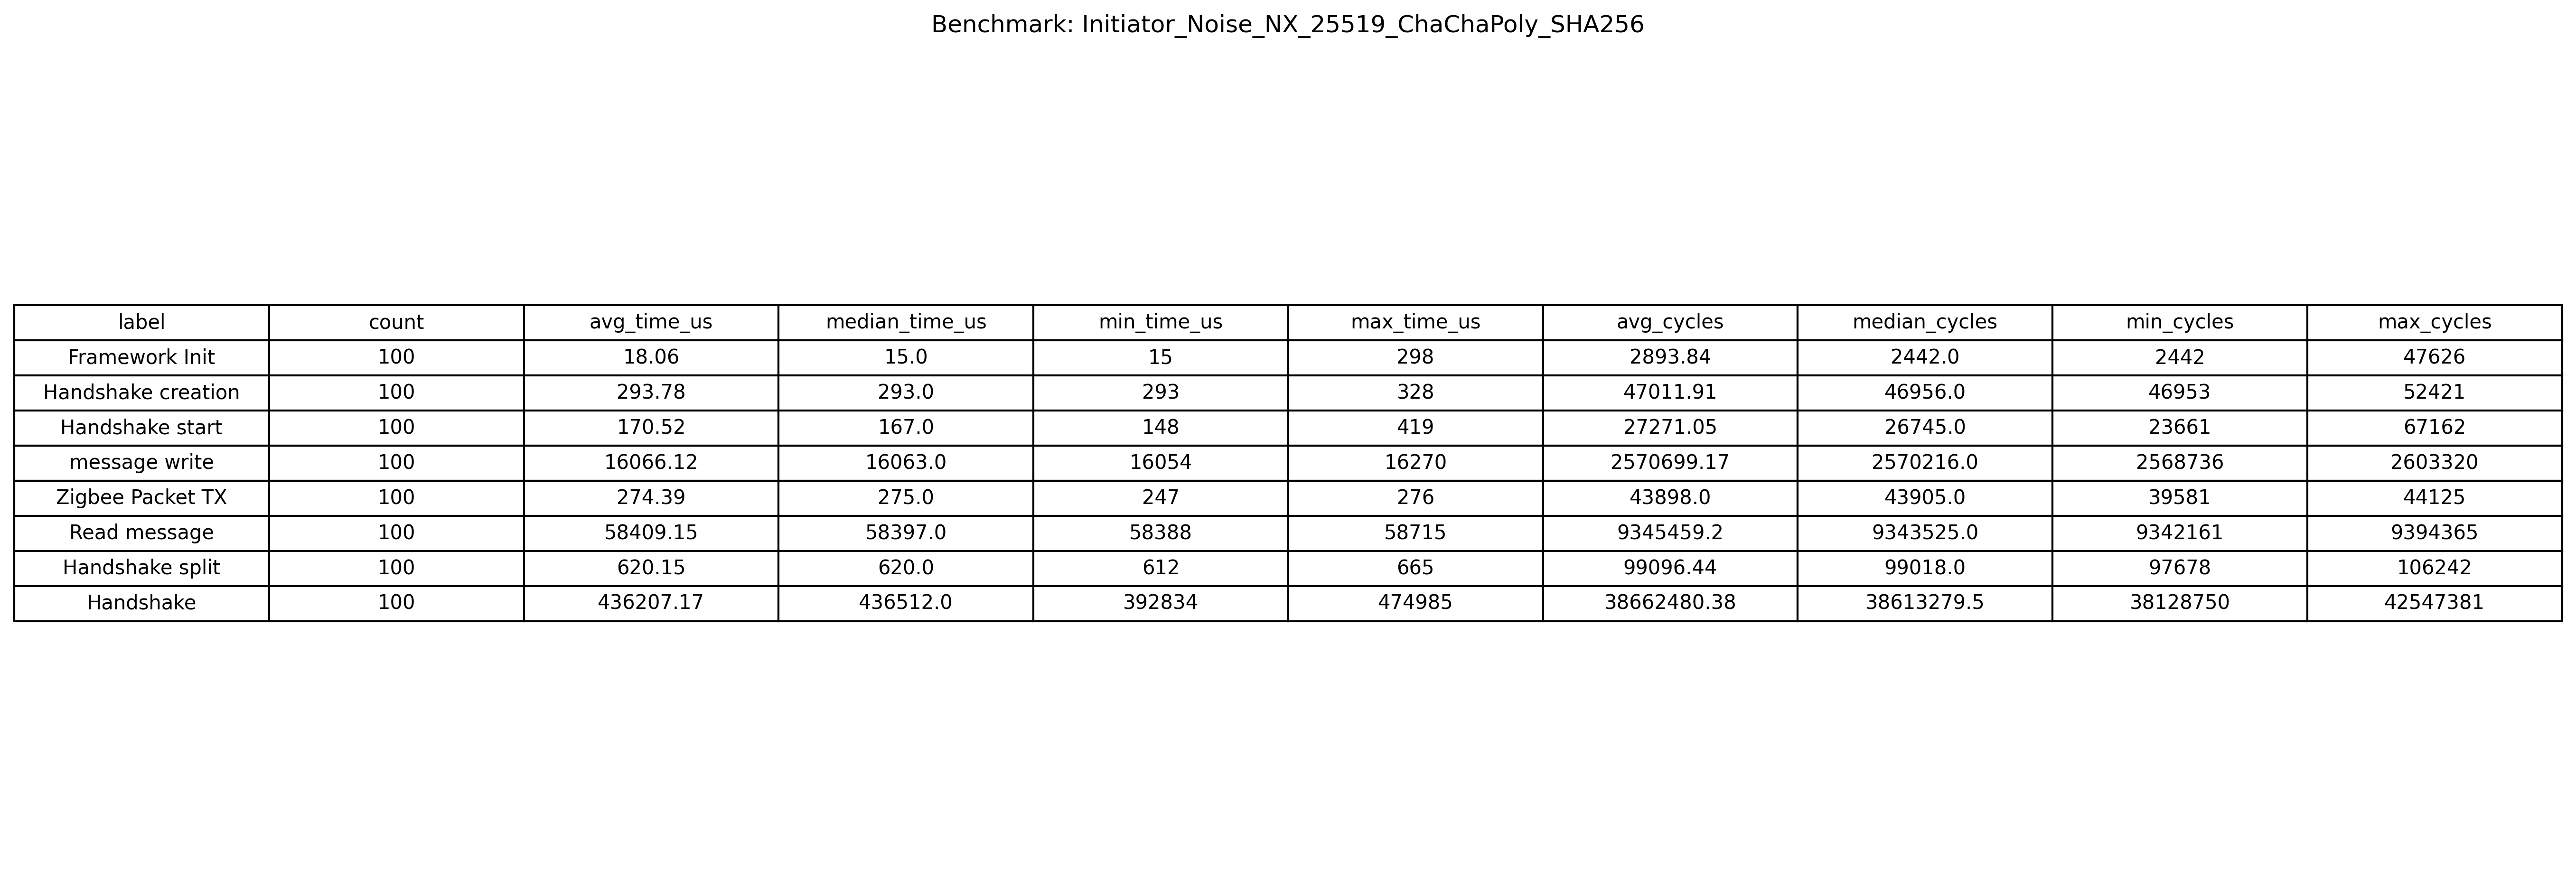 Benchmark: Initiator_Noise_NX_25519_ChaChaPoly_SHA256
label count avg_time_us median_time_us min_time_us max_time_us avg_cycles median_cycles min_cycles max_cycles
Framework Init 100 18.06 15.0 15 298 2893.84 2442.0 2442 47626
Handshake creation 100 293.78 293.0 293 328 47011.91 46956.0 46953 52421
Handshake start 100 170.52 167.0 148 419 27271.05 26745.0 23661 67162
message write 100 16066.12 16063.0 16054 16270 2570699.17 2570216.0 2568736 2603320
Zigbee Packet TX 100 274.39 275.0 247 276 43898.0 43905.0 39581 44125
Read message 100 58409.15 58397.0 58388 58715 9345459.2 9343525.0 9342161 9394365
Handshake split 100 620.15 620.0 612 665 99096.44 99018.0 97678 106242
Handshake 100 436207.17 436512.0 392834 474985 38662480.38 38613279.5 38128750 42547381